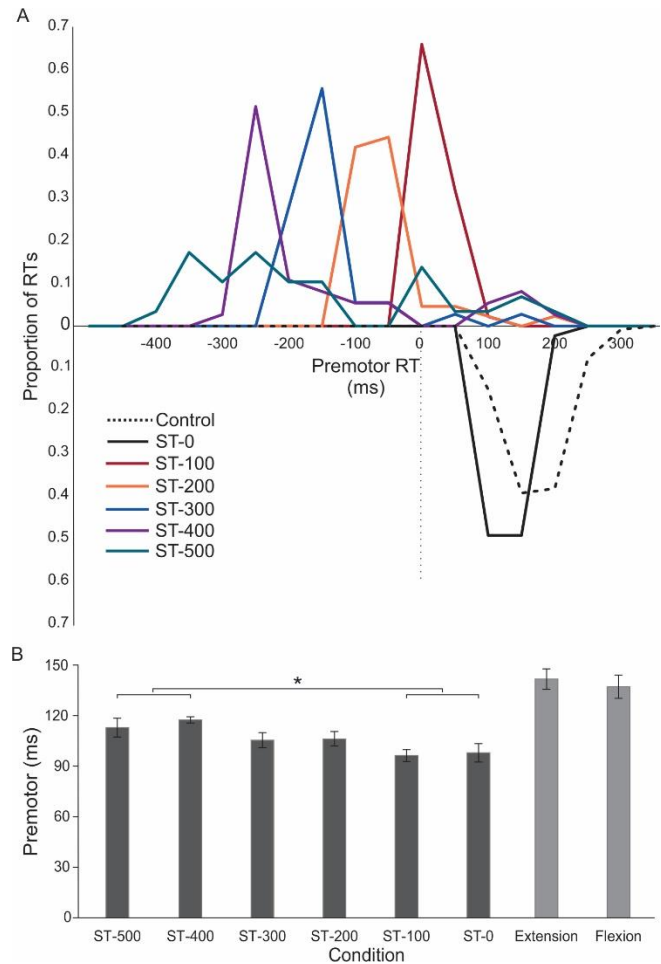 A
0.7
0.6
0.5
0.4
0.3
0.2
0.1
0
0.1
0.2
0.3
0.4
0.5
0.6
0.7
Proportion of RTs
-400 -300 -200 -100 0 100 200 300
Premotor RT
(ms)
Control
ST-0
ST-100
ST-200
ST-300
ST-400
ST-500
B
150
120
90
60
30
0
Premotor (ms)
*
ST-500 ST-400 ST-300 ST-200 ST-100 ST-0 Extension Flexion
Condition